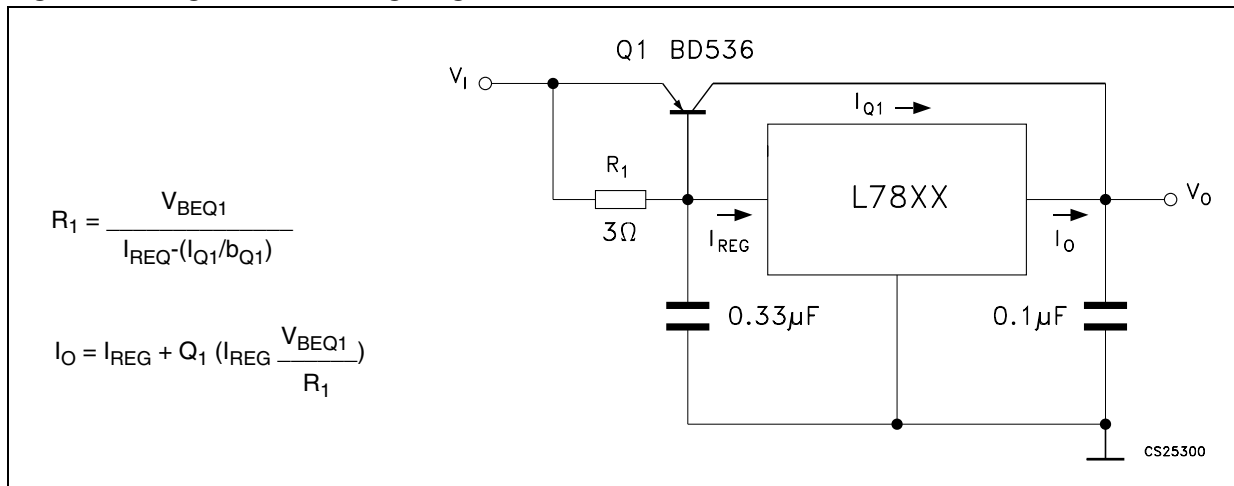 Q1 BD536
V_I
I_Q1
R_1
3Ω
I_REG
L78XX
I_O
V_O
0.33µF
0.1µF
R_1 = V_BEQ1 / I_REQ-(I_Q1/b_Q1)
I_O = I_REG + Q_1 (I_REG V_BEQ1 / R_1)
CS25300